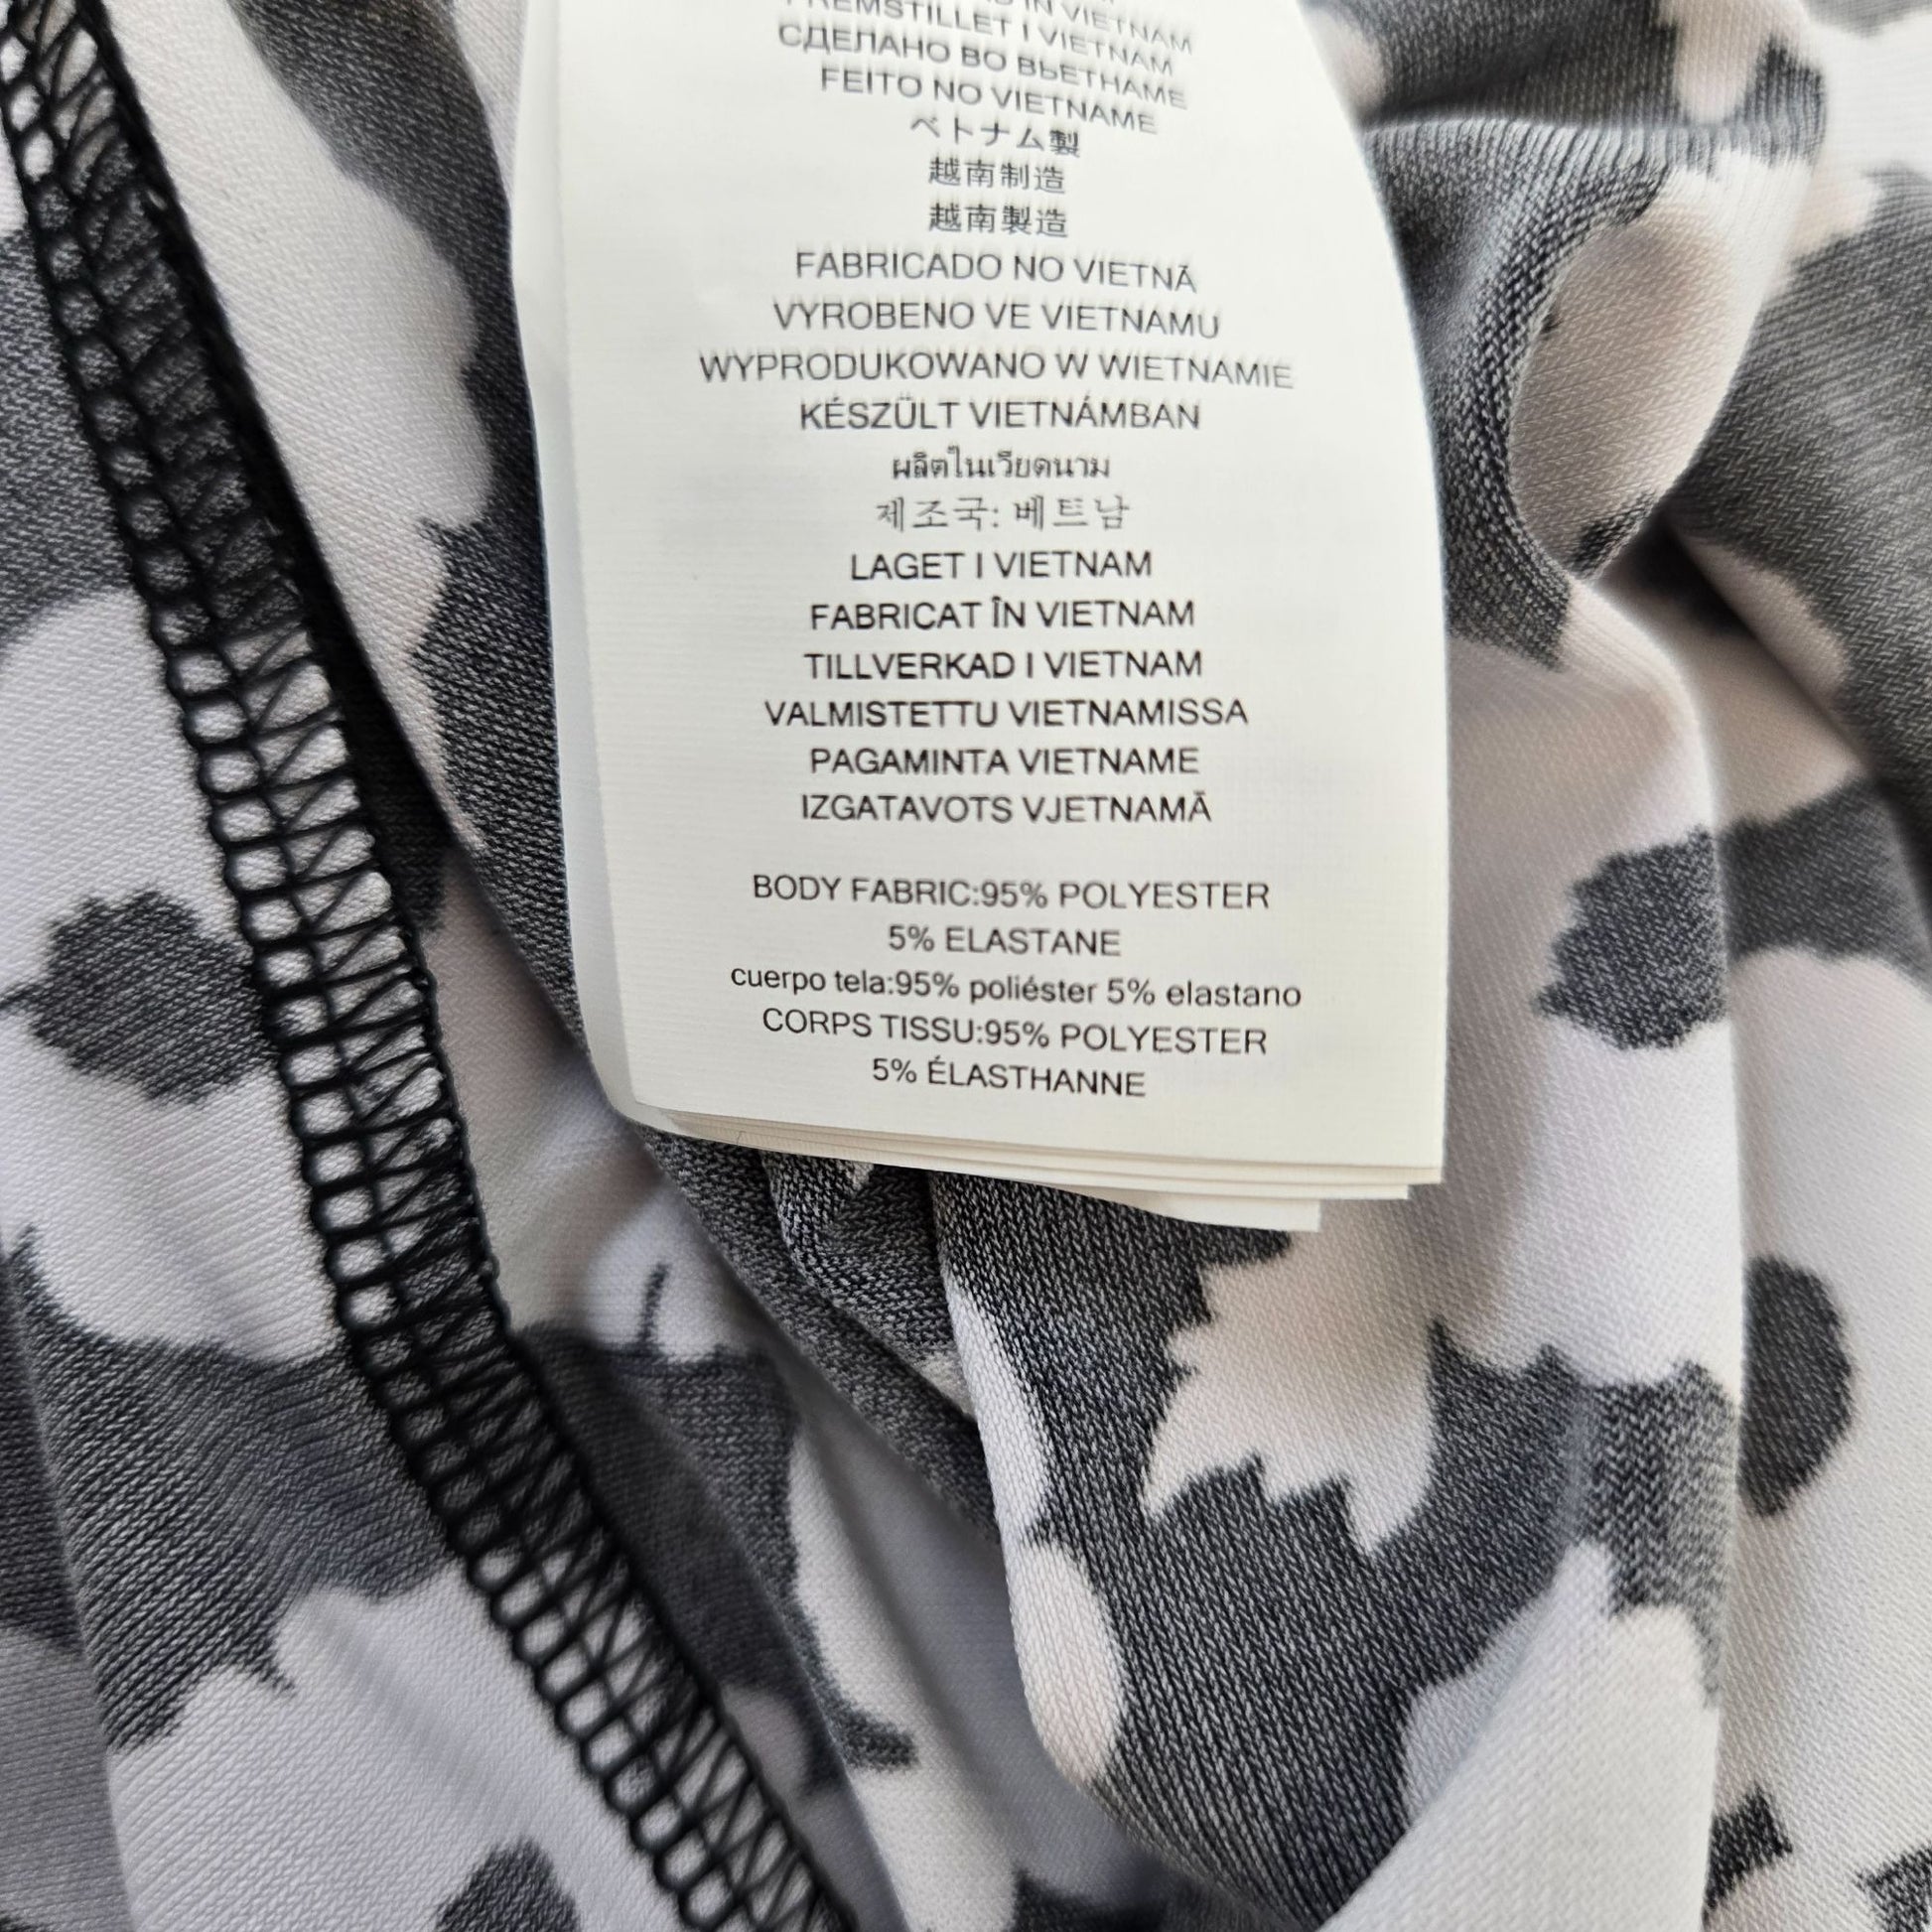 IN VIETNAM
FREMSTILLET I VIETNAM
СДЕЛАНО ВО ВЬЕТНАМЕ
FEITO NO VIETNAME
ベトナム製
越南制造
越南製造
FABRICADO NO VIETNÃ
VYROBENO VE VIETNAMU
WYPRODUKOWANO W WIETNAMIE
KÉSZÜLT VIETNÁMBAN
ผลิตในเวียดนาม
제조국: 베트남
LAGET I VIETNAM
FABRICAT ÎN VIETNAM
TILLVERKAD I VIETNAM
VALMISTETTU VIETNAMISSA
PAGAMINTA VIETNAME
IZGATAVOTS VJETNAMĀ
BODY FABRIC:95% POLYESTER
5% ELASTANE
cuerpo tela:95% poliéster 5% elastano
CORPS TISSU:95% POLYESTER
5% ÉLASTHANNE